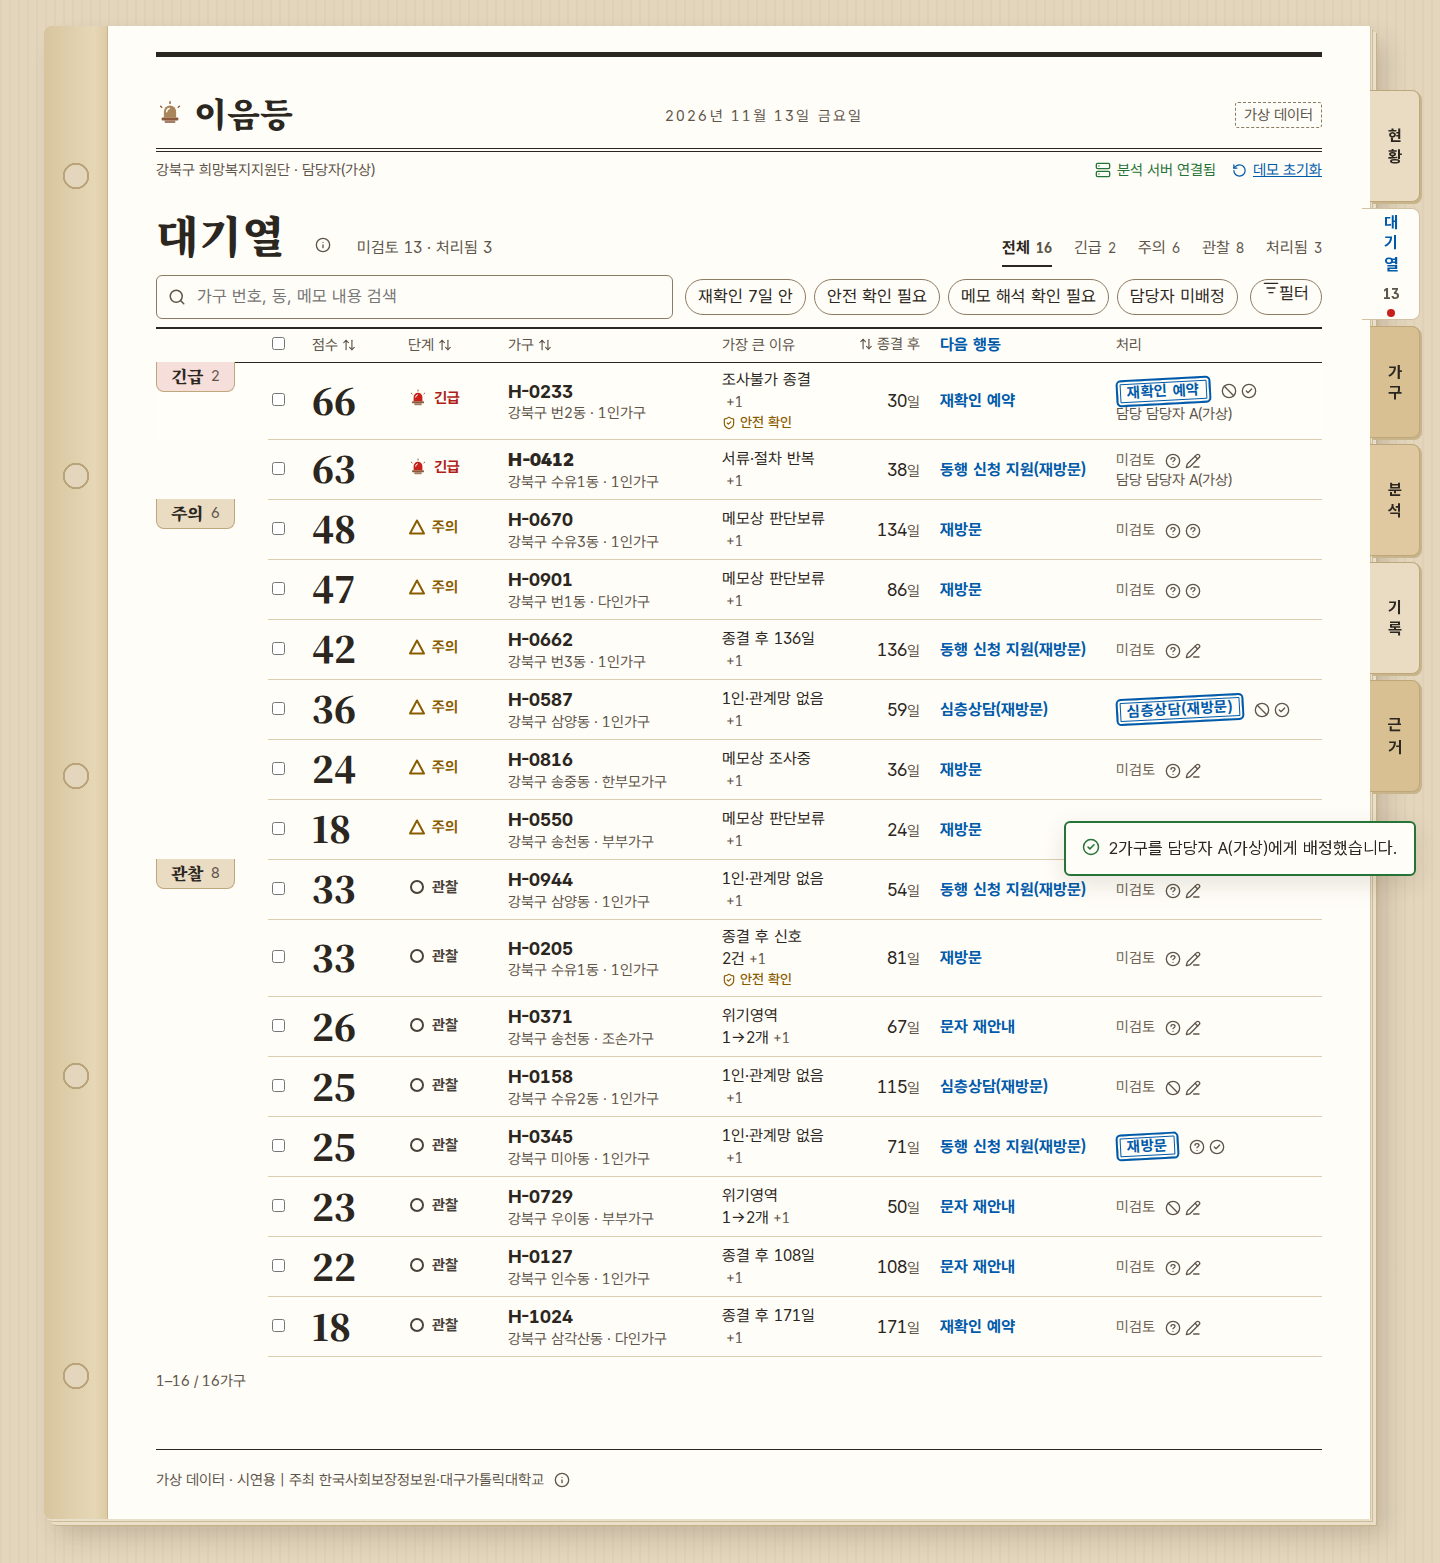 이음등
2026년 11월 13일 금요일
가상 데이터
강북구 희망복지지원단 · 담당자(가상)
분석 서버 연결됨 데모 초기화
대기열
미검토 13 · 처리됨 3
전체 16 긴급 2 주의 6 관찰 8 처리됨 3
가구 번호, 동, 메모 내용 검색
재확인 7일 안 안전 확인 필요 메모 해석 확인 필요 담당자 미배정 필터
점수 단계 가구 가장 큰 이유 종결 후 다음 행동 처리
긴급 2
66 긴급 H-0233 강북구 번2동 · 1인가구 조사불가 종결 +1 안전 확인 30일 재확인 예약 재확인 예약 담당 담당자 A(가상)
63 긴급 H-0412 강북구 수유1동 · 1인가구 서류·절차 반복 +1 38일 동행 신청 지원(재방문) 미검토 담당 담당자 A(가상)
주의 6
48 주의 H-0670 강북구 수유3동 · 1인가구 메모상 판단보류 +1 134일 재방문 미검토
47 주의 H-0901 강북구 번1동 · 다인가구 메모상 판단보류 +1 86일 재방문 미검토
42 주의 H-0662 강북구 번3동 · 1인가구 종결 후 136일 +1 136일 동행 신청 지원(재방문) 미검토
36 주의 H-0587 강북구 삼양동 · 1인가구 1인·관계망 없음 +1 59일 심층상담(재방문) 심층상담(재방문)
24 주의 H-0816 강북구 송중동 · 한부모가구 메모상 조사중 +1 36일 재방문 미검토
18 주의 H-0550 강북구 송천동 · 부부가구 메모상 판단보류 +1 24일 재방문
2가구를 담당자 A(가상)에게 배정했습니다.
관찰 8
33 관찰 H-0944 강북구 삼양동 · 1인가구 1인·관계망 없음 +1 54일 동행 신청 지원(재방문) 미검토
33 관찰 H-0205 강북구 수유1동 · 1인가구 종결 후 신호 2건 +1 안전 확인 81일 재방문 미검토
26 관찰 H-0371 강북구 송천동 · 조손가구 위기영역 1→2개 +1 67일 문자 재안내 미검토
25 관찰 H-0158 강북구 수유2동 · 1인가구 1인·관계망 없음 +1 115일 심층상담(재방문) 미검토
25 관찰 H-0345 강북구 미아동 · 1인가구 1인·관계망 없음 +1 71일 동행 신청 지원(재방문) 재방문
23 관찰 H-0729 강북구 우이동 · 부부가구 위기영역 1→2개 +1 50일 문자 재안내 미검토
22 관찰 H-0127 강북구 인수동 · 1인가구 종결 후 108일 +1 108일 문자 재안내 미검토
18 관찰 H-1024 강북구 삼각산동 · 다인가구 종결 후 171일 +1 171일 재확인 예약 미검토
1–16 / 16가구
가상 데이터 · 시연용 | 주최 한국사회보장정보원·대구가톨릭대학교
현황
대기열
13
가구
분석
기록
근거